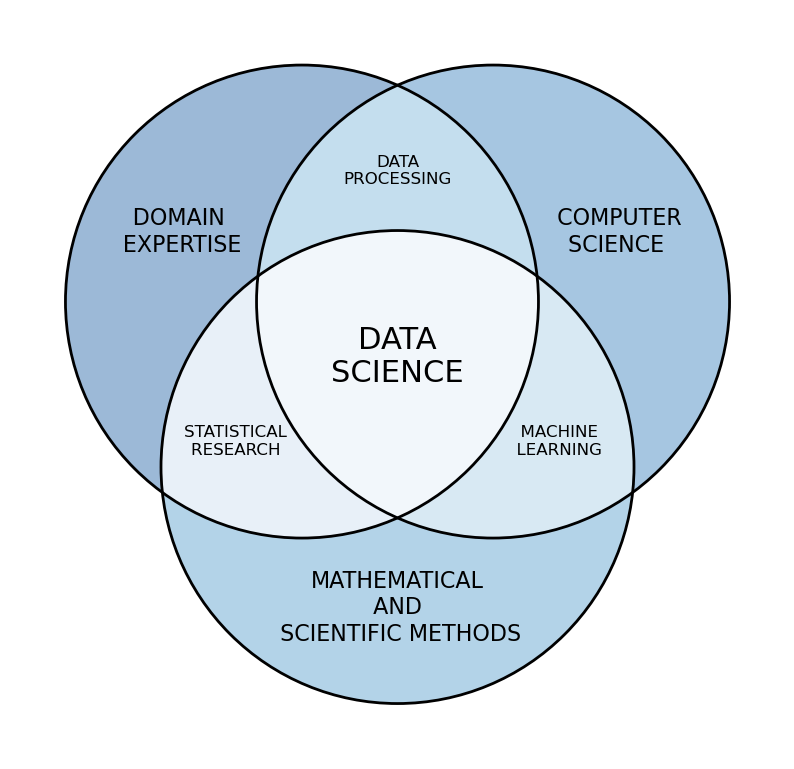 DATA
PROCESSING
DOMAIN
EXPERTISE
COMPUTER
SCIENCE
DATA
SCIENCE
STATISTICAL
RESEARCH
MACHINE
LEARNING
MATHEMATICAL
AND
SCIENTIFIC METHODS